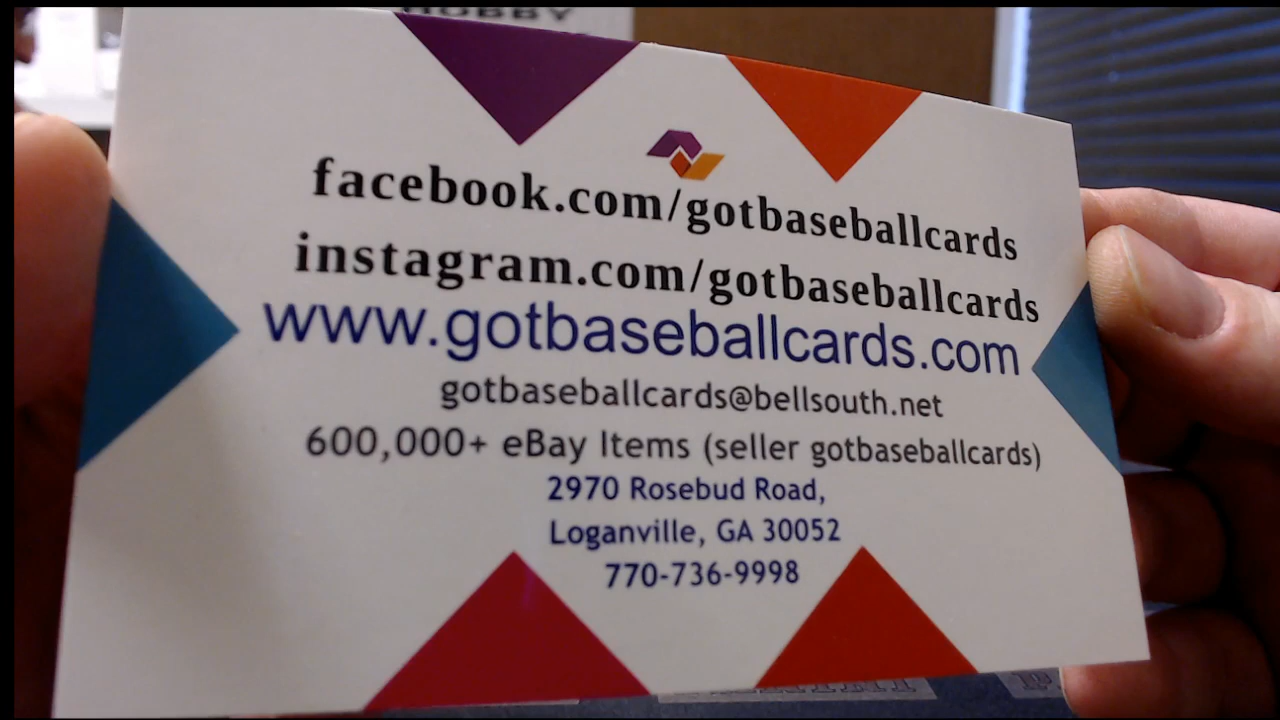 HOBBY
facebook.com/gotbaseballcards
instagram.com/gotbaseballcards
www.gotbaseballcards.com
gotbaseballcards@bellsouth.net
600,000+ eBay Items (seller gotbaseballcards)
2970 Rosebud Road,
Loganville, GA 30052
770-736-9998